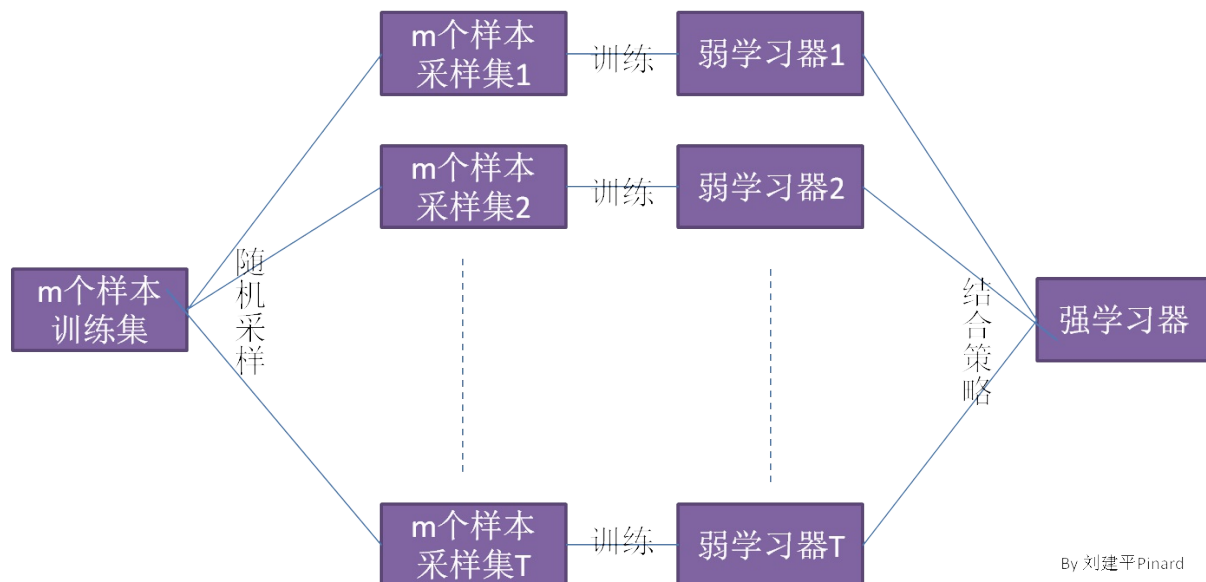 m个样本
采样集1
训练
弱学习器1
m个样本
采样集2
训练
弱学习器2
m个样本
训练集
随机采样
结合策略
强学习器
m个样本
采样集T
训练
弱学习器T
By 刘建平Pinard